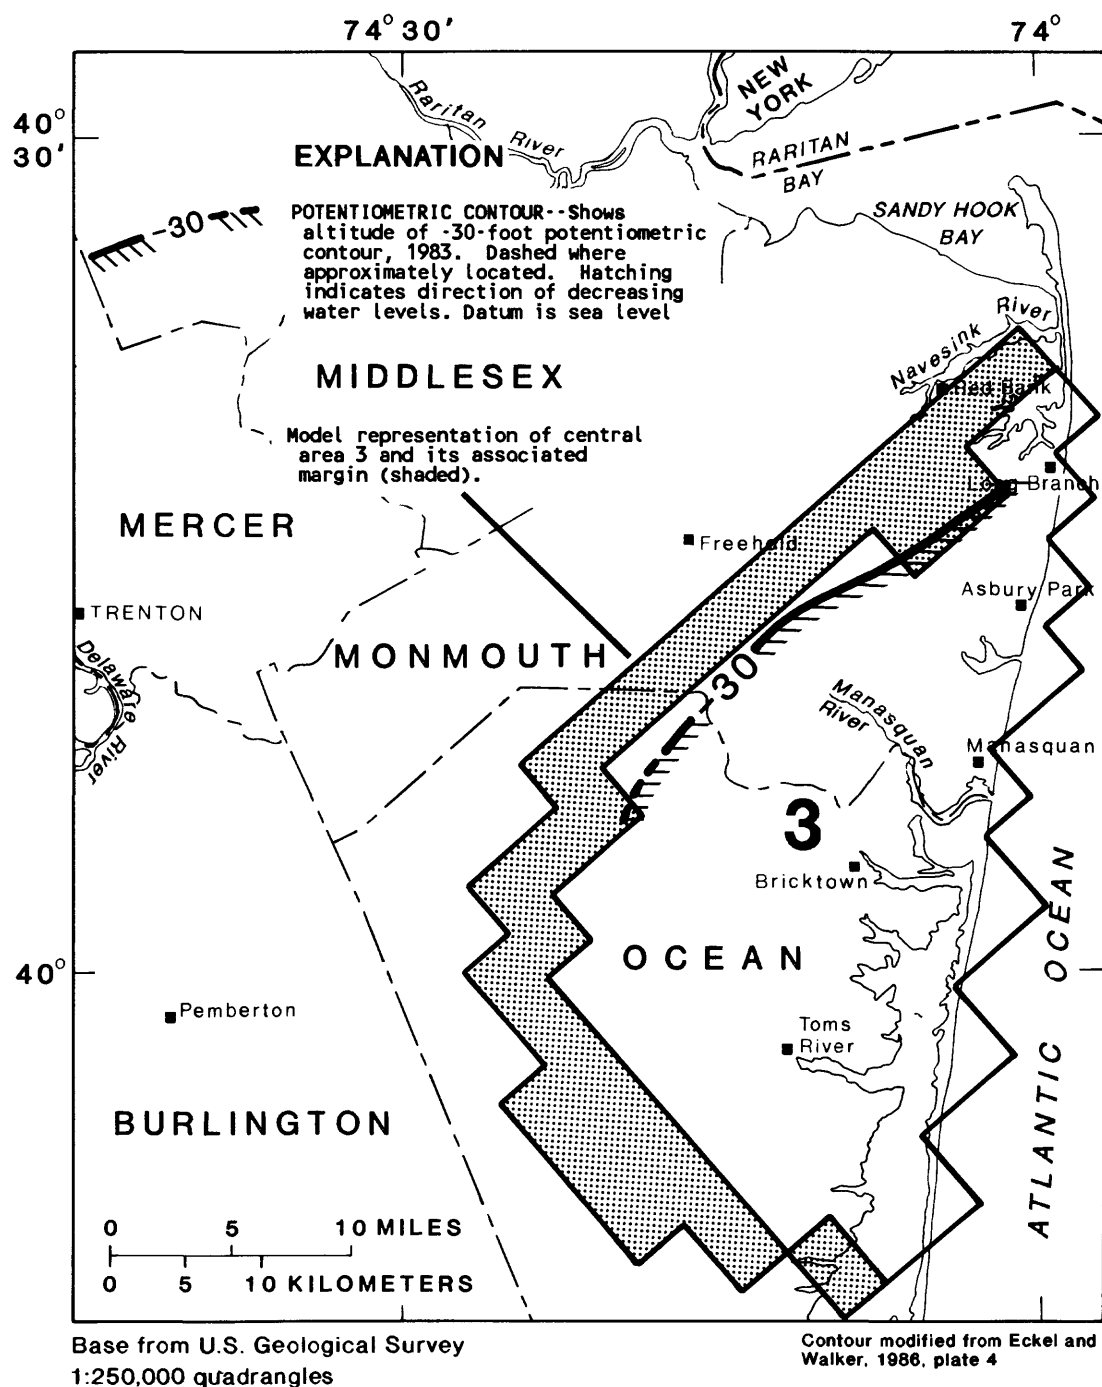 74° 30′
74°
40°
30′
Raritan
River
NEW
YORK
RARITAN
BAY
EXPLANATION
-30
POTENTIOMETRIC CONTOUR--Shows
altitude of -30-foot potentiometric
contour, 1983. Dashed where
approximately located. Hatching
indicates direction of decreasing
water levels. Datum is sea level
SANDY HOOK
BAY
Navesink River
MIDDLESEX
Red Bank
Model representation of central
area 3 and its associated
margin (shaded).
Long Branch
MERCER
Freehold
Asbury Park
TRENTON
MONMOUTH
Delaware
River
-30
Manasquan
River
Manasquan
3
Bricktown
OCEAN
40°
Pemberton
Toms
River
ATLANTIC OCEAN
BURLINGTON
0 5 10 MILES
0 5 10 KILOMETERS
Base from U.S. Geological Survey
1:250,000 quadrangles
Contour modified from Eckel and
Walker, 1986, plate 4